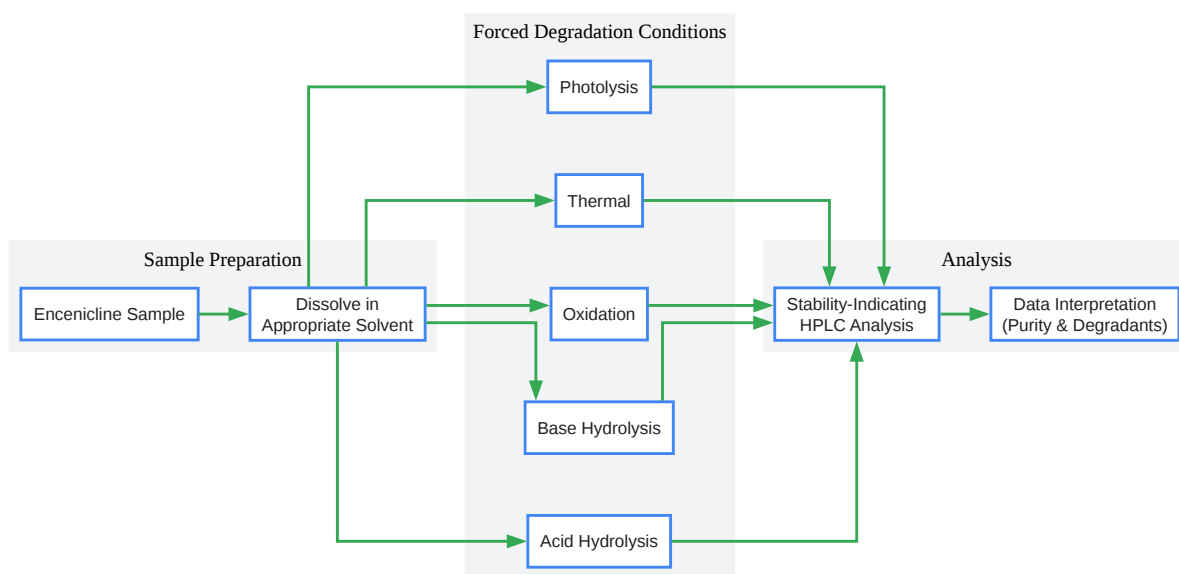 Forced Degradation Conditions
Photolysis
Thermal
Sample Preparation
Analysis
Encenicline Sample
Dissolve in
Appropriate Solvent
Oxidation
Stability-Indicating
HPLC Analysis
Data Interpretation
(Purity & Degradants)
Base Hydrolysis
Acid Hydrolysis